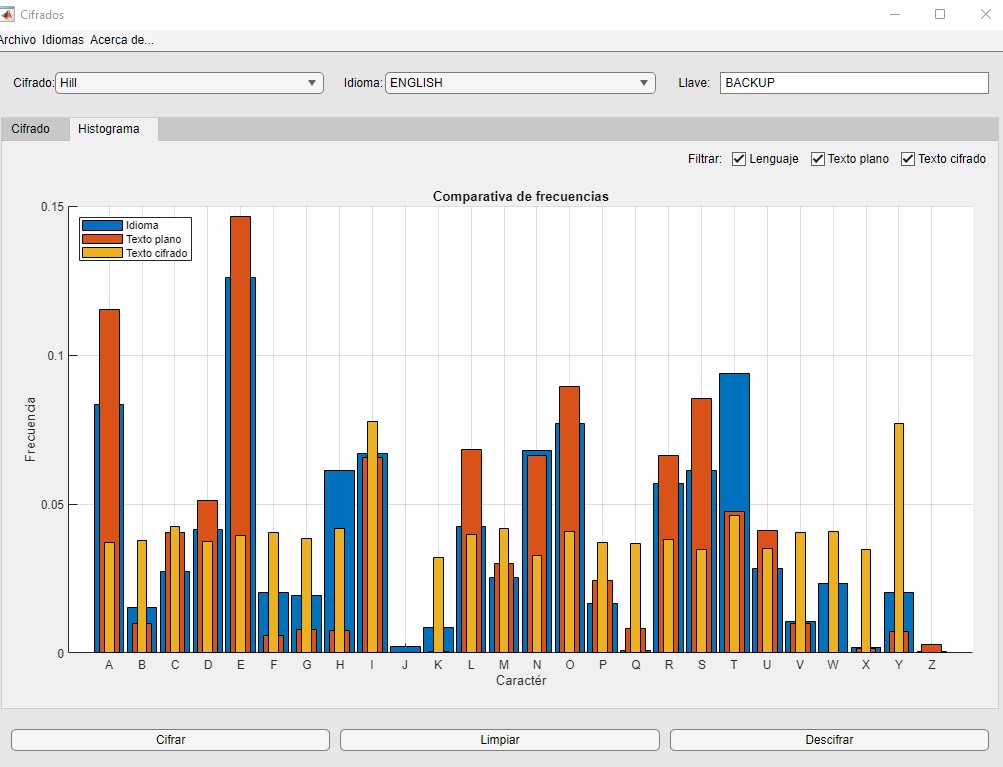 Cifrados
Archivo Idiomas Acerca de...
Cifrado: Hill Idioma: ENGLISH Llave: BACKUP
Cifrado Histograma
Filtrar: Lenguaje Texto plano Texto cifrado
Comparativa de frecuencias
Idioma
Texto plano
Texto cifrado
0.15
0.1
0.05
0
Frecuencia
A B C D E F G H I J K L M N O P Q R S T U V W X Y Z
Caractér
Cifrar Limpiar Descifrar